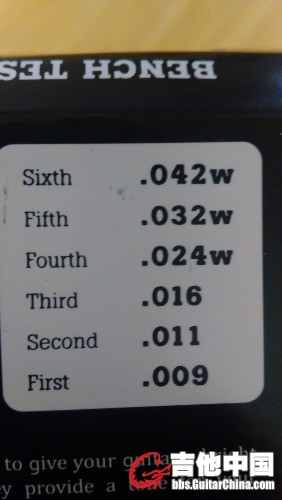 BENCH TES
Sixth .042w
Fifth .032w
Fourth .024w
Third .016
Second .011
First .009
to give your
ey provide a
吉他中国
bbs.GuitarChina.com